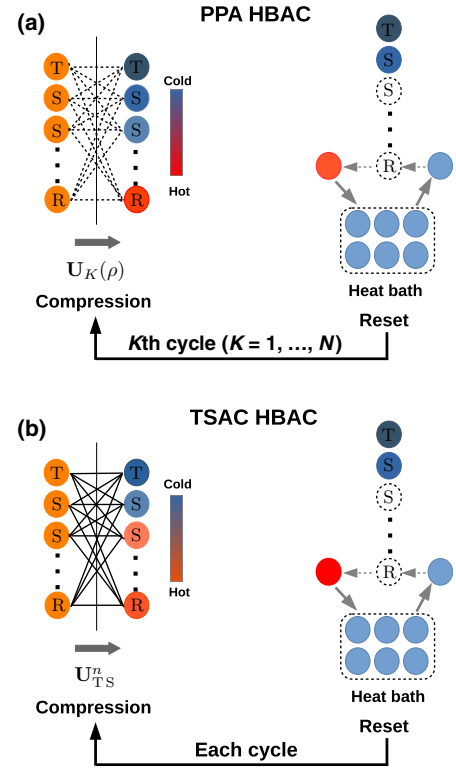 (a)
PPA HBAC
T T T
S S Cold S
S S S
R R Hot R
U_K(ρ)
Compression
Heat bath
Reset
Kth cycle (K = 1, ..., N)
(b)
TSAC HBAC
T T T
S S Cold S
S S S
R R Hot R
U^n_TS
Compression
Heat bath
Reset
Each cycle